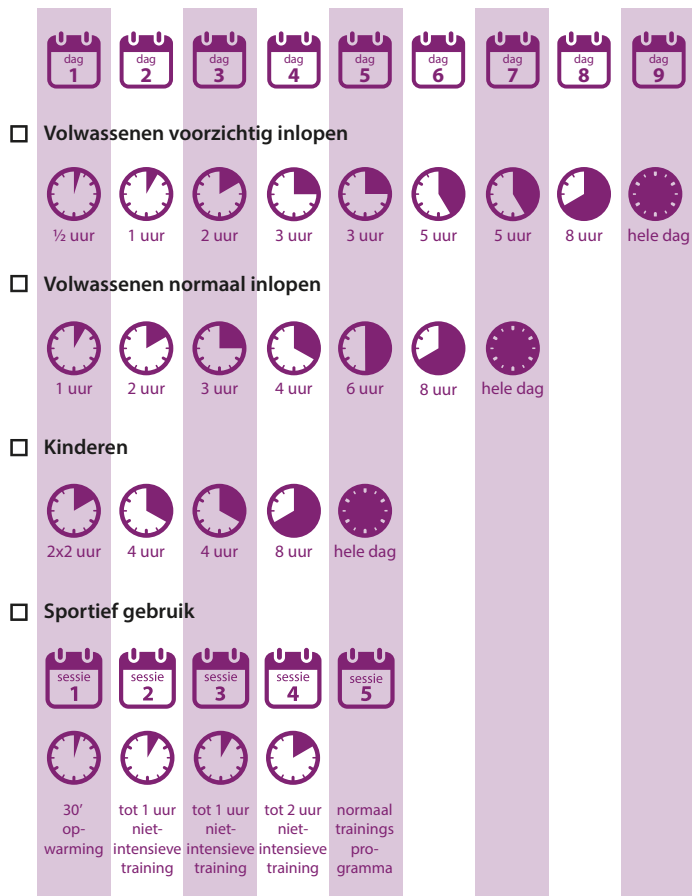 dag dag dag dag dag dag dag dag dag
1 2 3 4 5 6 7 8 9
Volwassenen voorzichtig inlopen
½ uur 1 uur 2 uur 3 uur 3 uur 5 uur 5 uur 8 uur hele dag
Volwassenen normaal inlopen
1 uur 2 uur 3 uur 4 uur 6 uur 8 uur hele dag
Kinderen
2x2 uur 4 uur 4 uur 8 uur hele dag
Sportief gebruik
sessie sessie sessie sessie sessie
1 2 3 4 5
30' tot 1 uur tot 1 uur tot 2 uur normaal
op- niet- niet- niet- trainings
warming intensieve intensieve intensieve pro-
training training training gramma